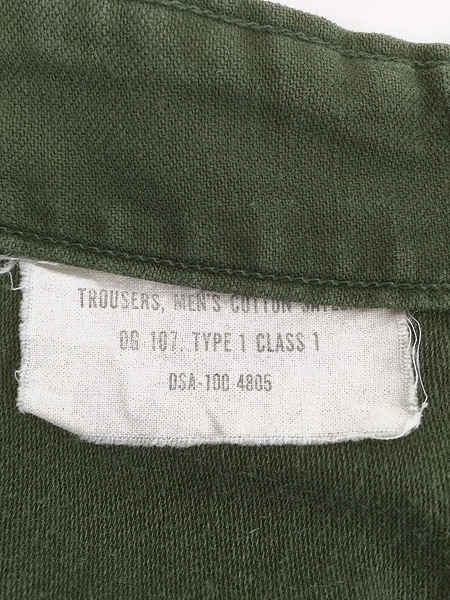 TROUSERS, MEN'S COTTON
OG 107, TYPE 1 CLASS 1
DSA-100 4805